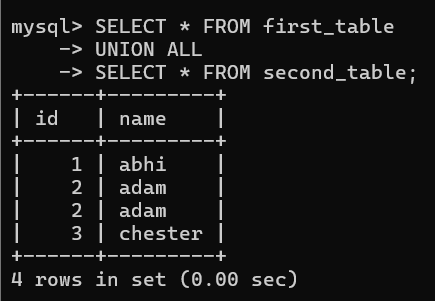 mysql> SELECT * FROM first_table
    -> UNION ALL
    -> SELECT * FROM second_table;
+------+---------+
| id   | name    |
+------+---------+
|    1 | abhi    |
|    2 | adam    |
|    2 | adam    |
|    3 | chester |
+------+---------+
4 rows in set (0.00 sec)